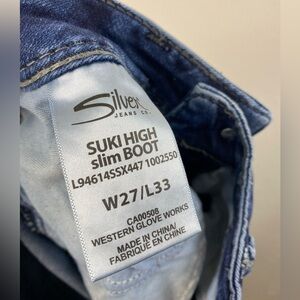 Silver
JEANS CO.
SUKI HIGH
slim BOOT
L94614SSX447 1002550
W27/L33
CA00508
WESTERN GLOVE WORKS
MADE IN CHINA/
FABRIQUÉ EN CHINE